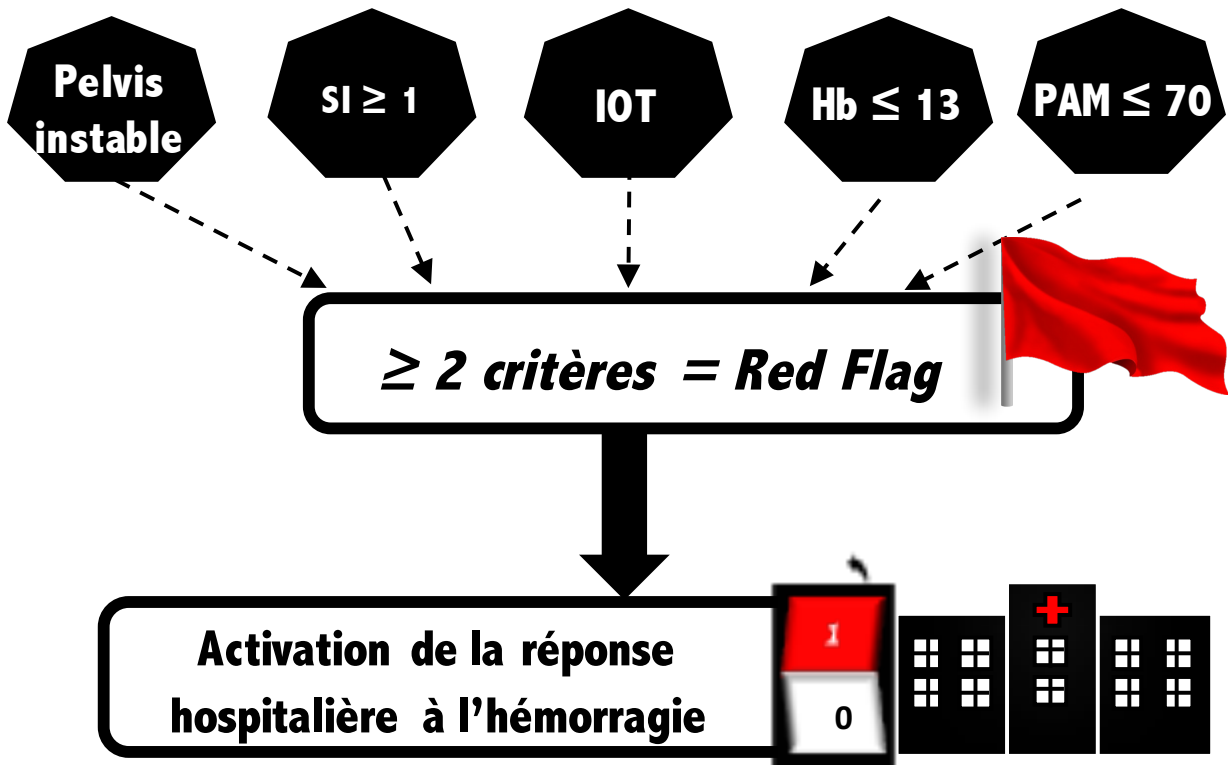 Pelvis
instable
SI ≥ 1
IOT
Hb ≤ 13
PAM ≤ 70
≥ 2 critères = Red Flag
Activation de la réponse
hospitalière à l'hémorragie
1
0